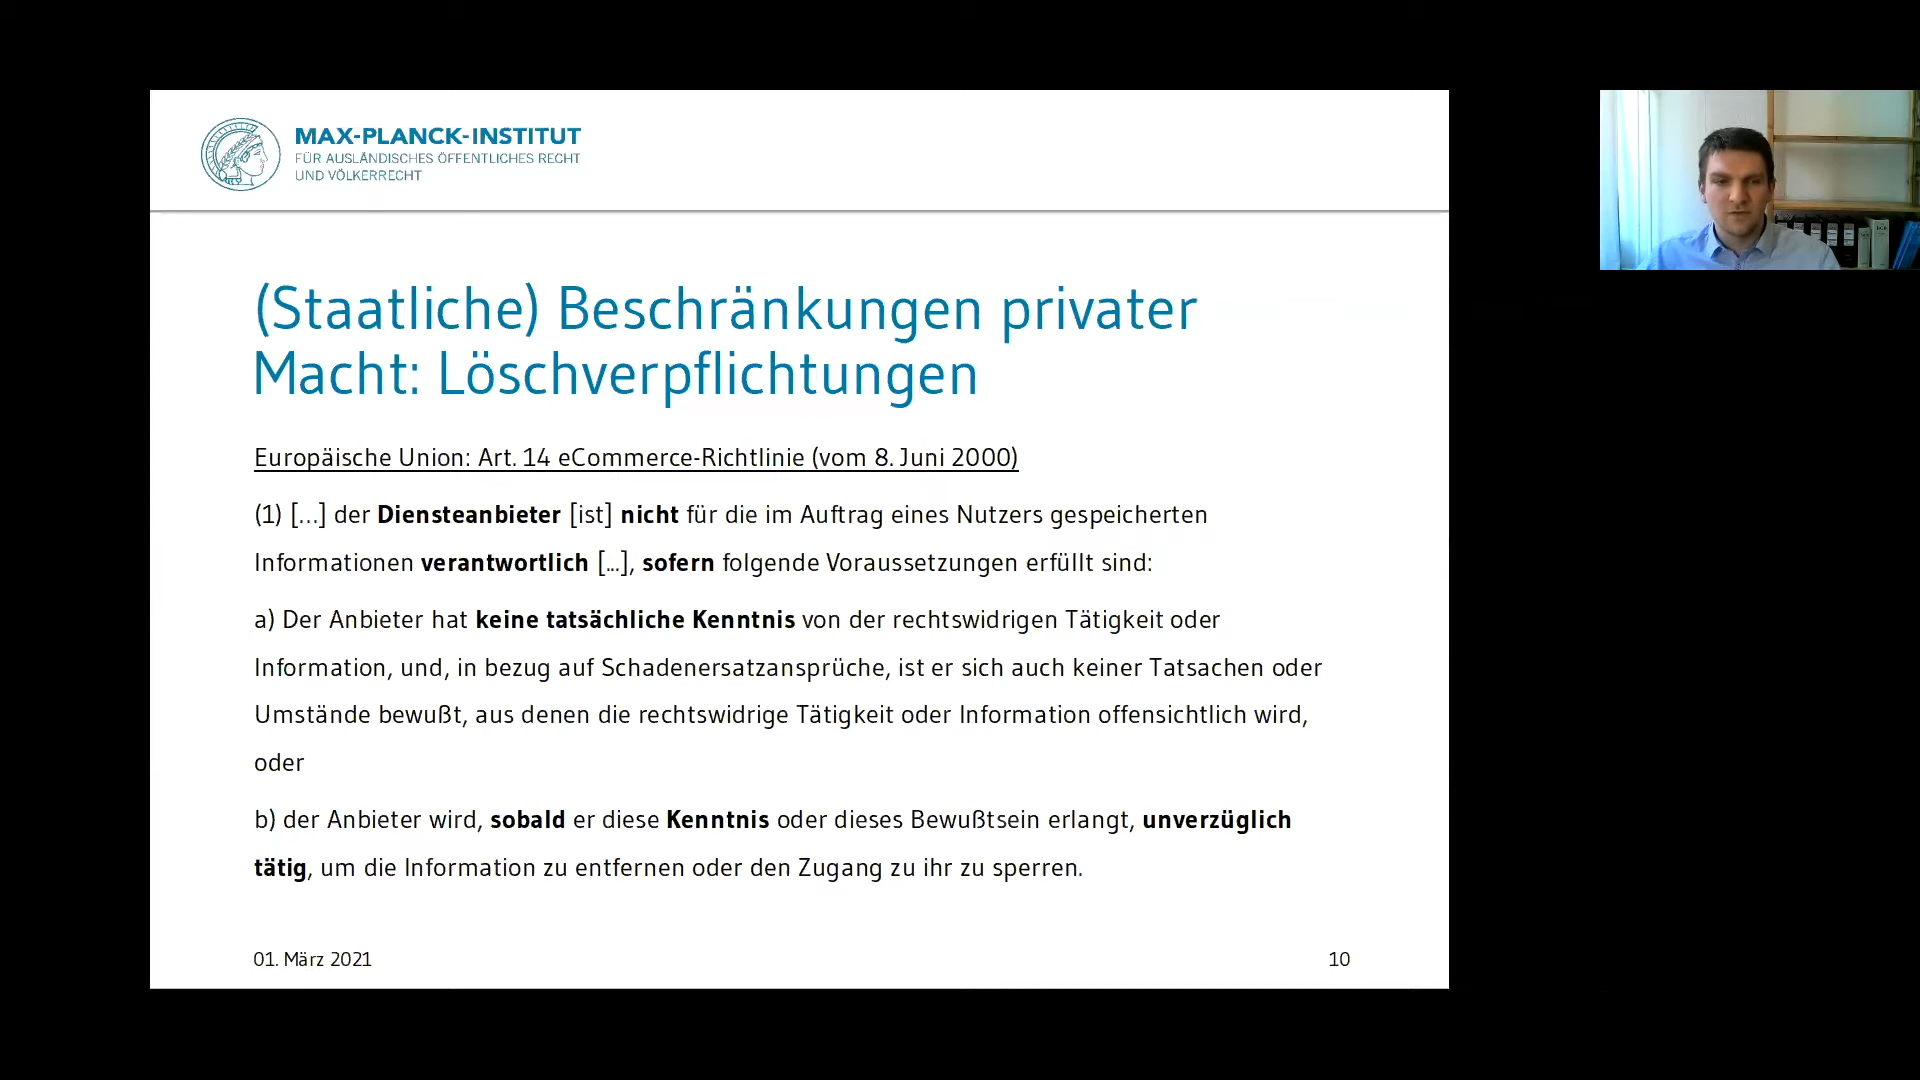 MAX-PLANCK-INSTITUT
FÜR AUSLÄNDISCHES ÖFFENTLICHES RECHT
UND VÖLKERRECHT
(Staatliche) Beschränkungen privater
Macht: Löschverpflichtungen
Europäische Union: Art. 14 eCommerce-Richtlinie (vom 8. Juni 2000)
(1) […] der Diensteanbieter [ist] nicht für die im Auftrag eines Nutzers gespeicherten
Informationen verantwortlich [...], sofern folgende Voraussetzungen erfüllt sind:
a) Der Anbieter hat keine tatsächliche Kenntnis von der rechtswidrigen Tätigkeit oder
Information, und, in bezug auf Schadenersatzansprüche, ist er sich auch keiner Tatsachen oder
Umstände bewußt, aus denen die rechtswidrige Tätigkeit oder Information offensichtlich wird,
oder
b) der Anbieter wird, sobald er diese Kenntnis oder dieses Bewußtsein erlangt, unverzüglich
tätig, um die Information zu entfernen oder den Zugang zu ihr zu sperren.
01. März 2021
10